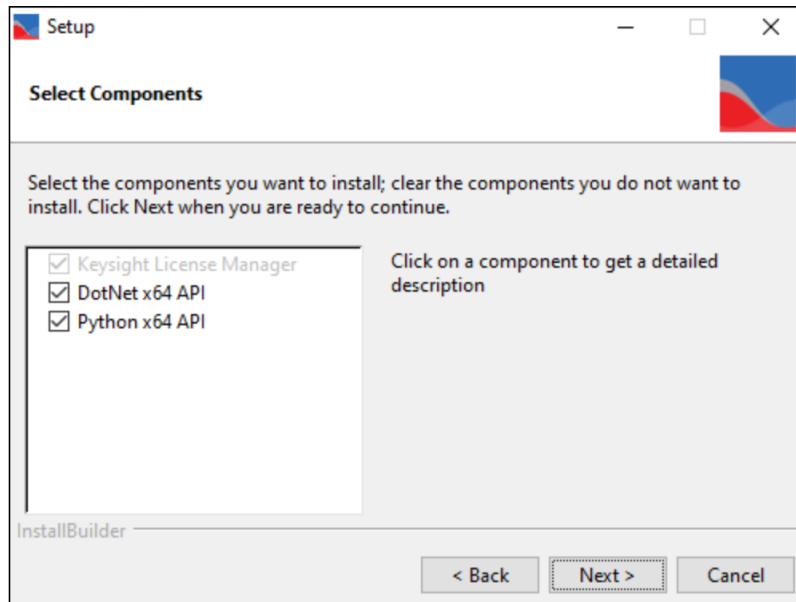 Setup
Select Components
Select the components you want to install; clear the components you do not want to
install. Click Next when you are ready to continue.
Keysight License Manager
DotNet x64 API
Python x64 API
Click on a component to get a detailed
description
InstallBuilder
< Back
Next >
Cancel